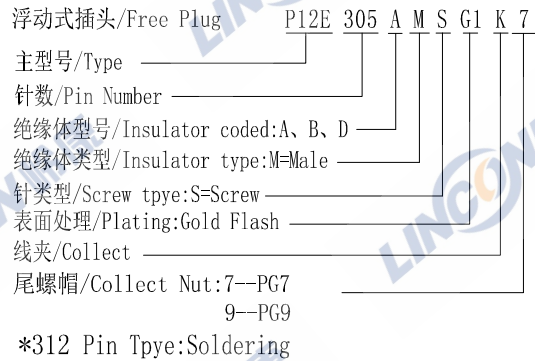 浮动式插头/Free Plug P12E 305 A M S G1 K 7
主型号/Type
针数/Pin Number
绝缘体型号/Insulator coded:A、B、D
绝缘体类型/Insulator type:M=Male
针类型/Screw tpye:S=Screw
表面处理/Plating:Gold Flash
线夹/Collect
尾螺帽/Collect Nut:7--PG7
9--PG9
*312 Pin Tpye:Soldering
LINCON